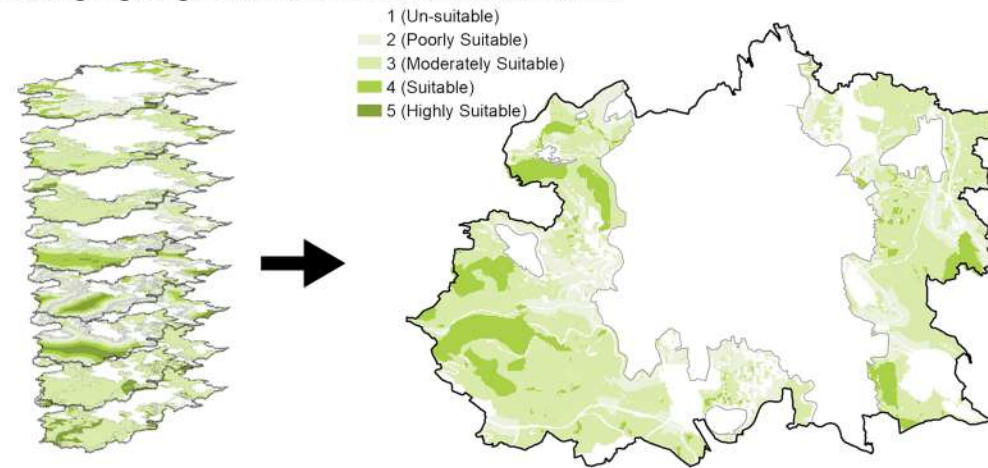 1 (Un-suitable)
2 (Poorly Suitable)
3 (Moderately Suitable)
4 (Suitable)
5 (Highly Suitable)